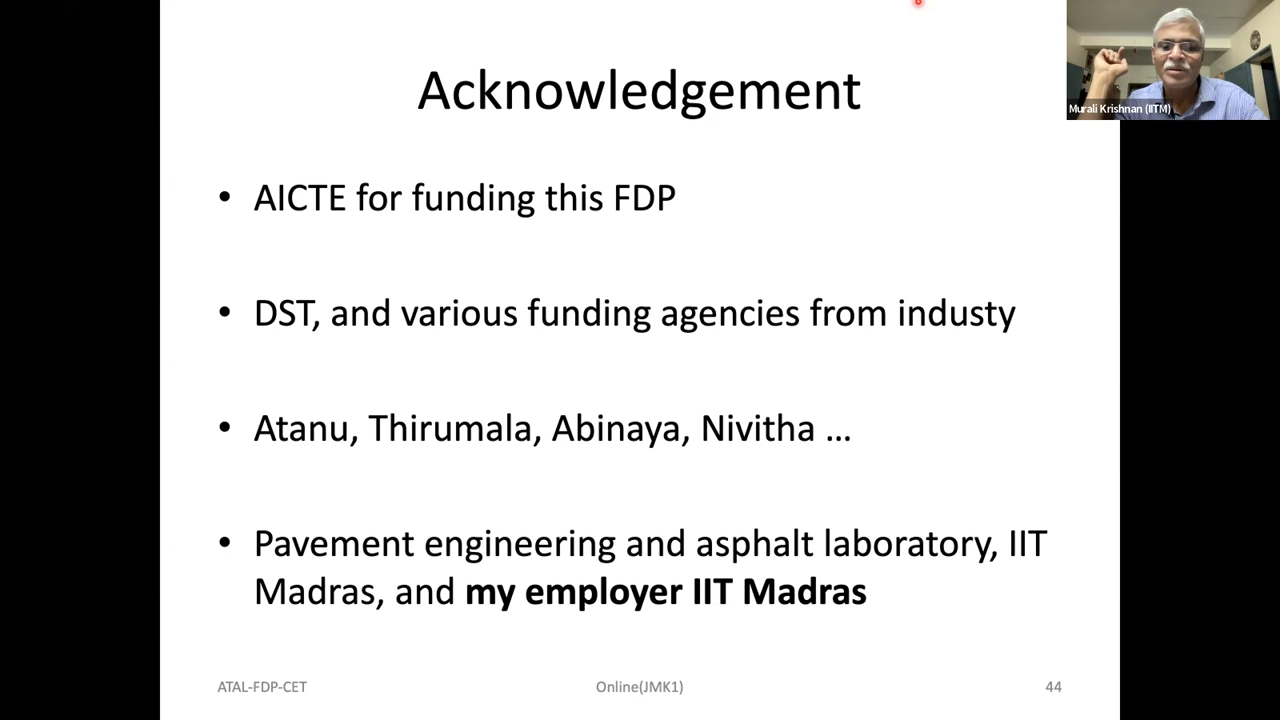 Acknowledgement
• AICTE for funding this FDP
• DST, and various funding agencies from industy
• Atanu, Thirumala, Abinaya, Nivitha ...
• Pavement engineering and asphalt laboratory, IIT
Madras, and my employer IIT Madras
ATAL-FDP-CET
Online(JMK1)
44
Murali Krishnan (IITM)